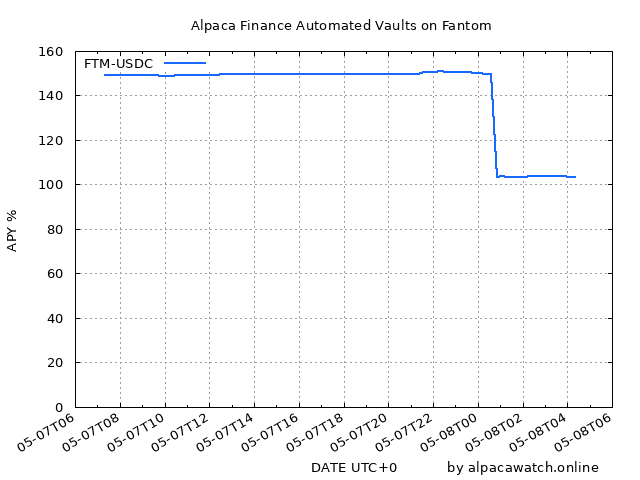 Alpaca Finance Automated Vaults on Fantom
FTM-USDC
160
140
120
100
80
60
40
20
0
APY %
05-07T06
05-07T08
05-07T10
05-07T12
05-07T14
05-07T16
05-07T18
05-07T20
05-07T22
05-08T00
05-08T02
05-08T04
05-08T06
DATE UTC+0
by alpacawatch.online